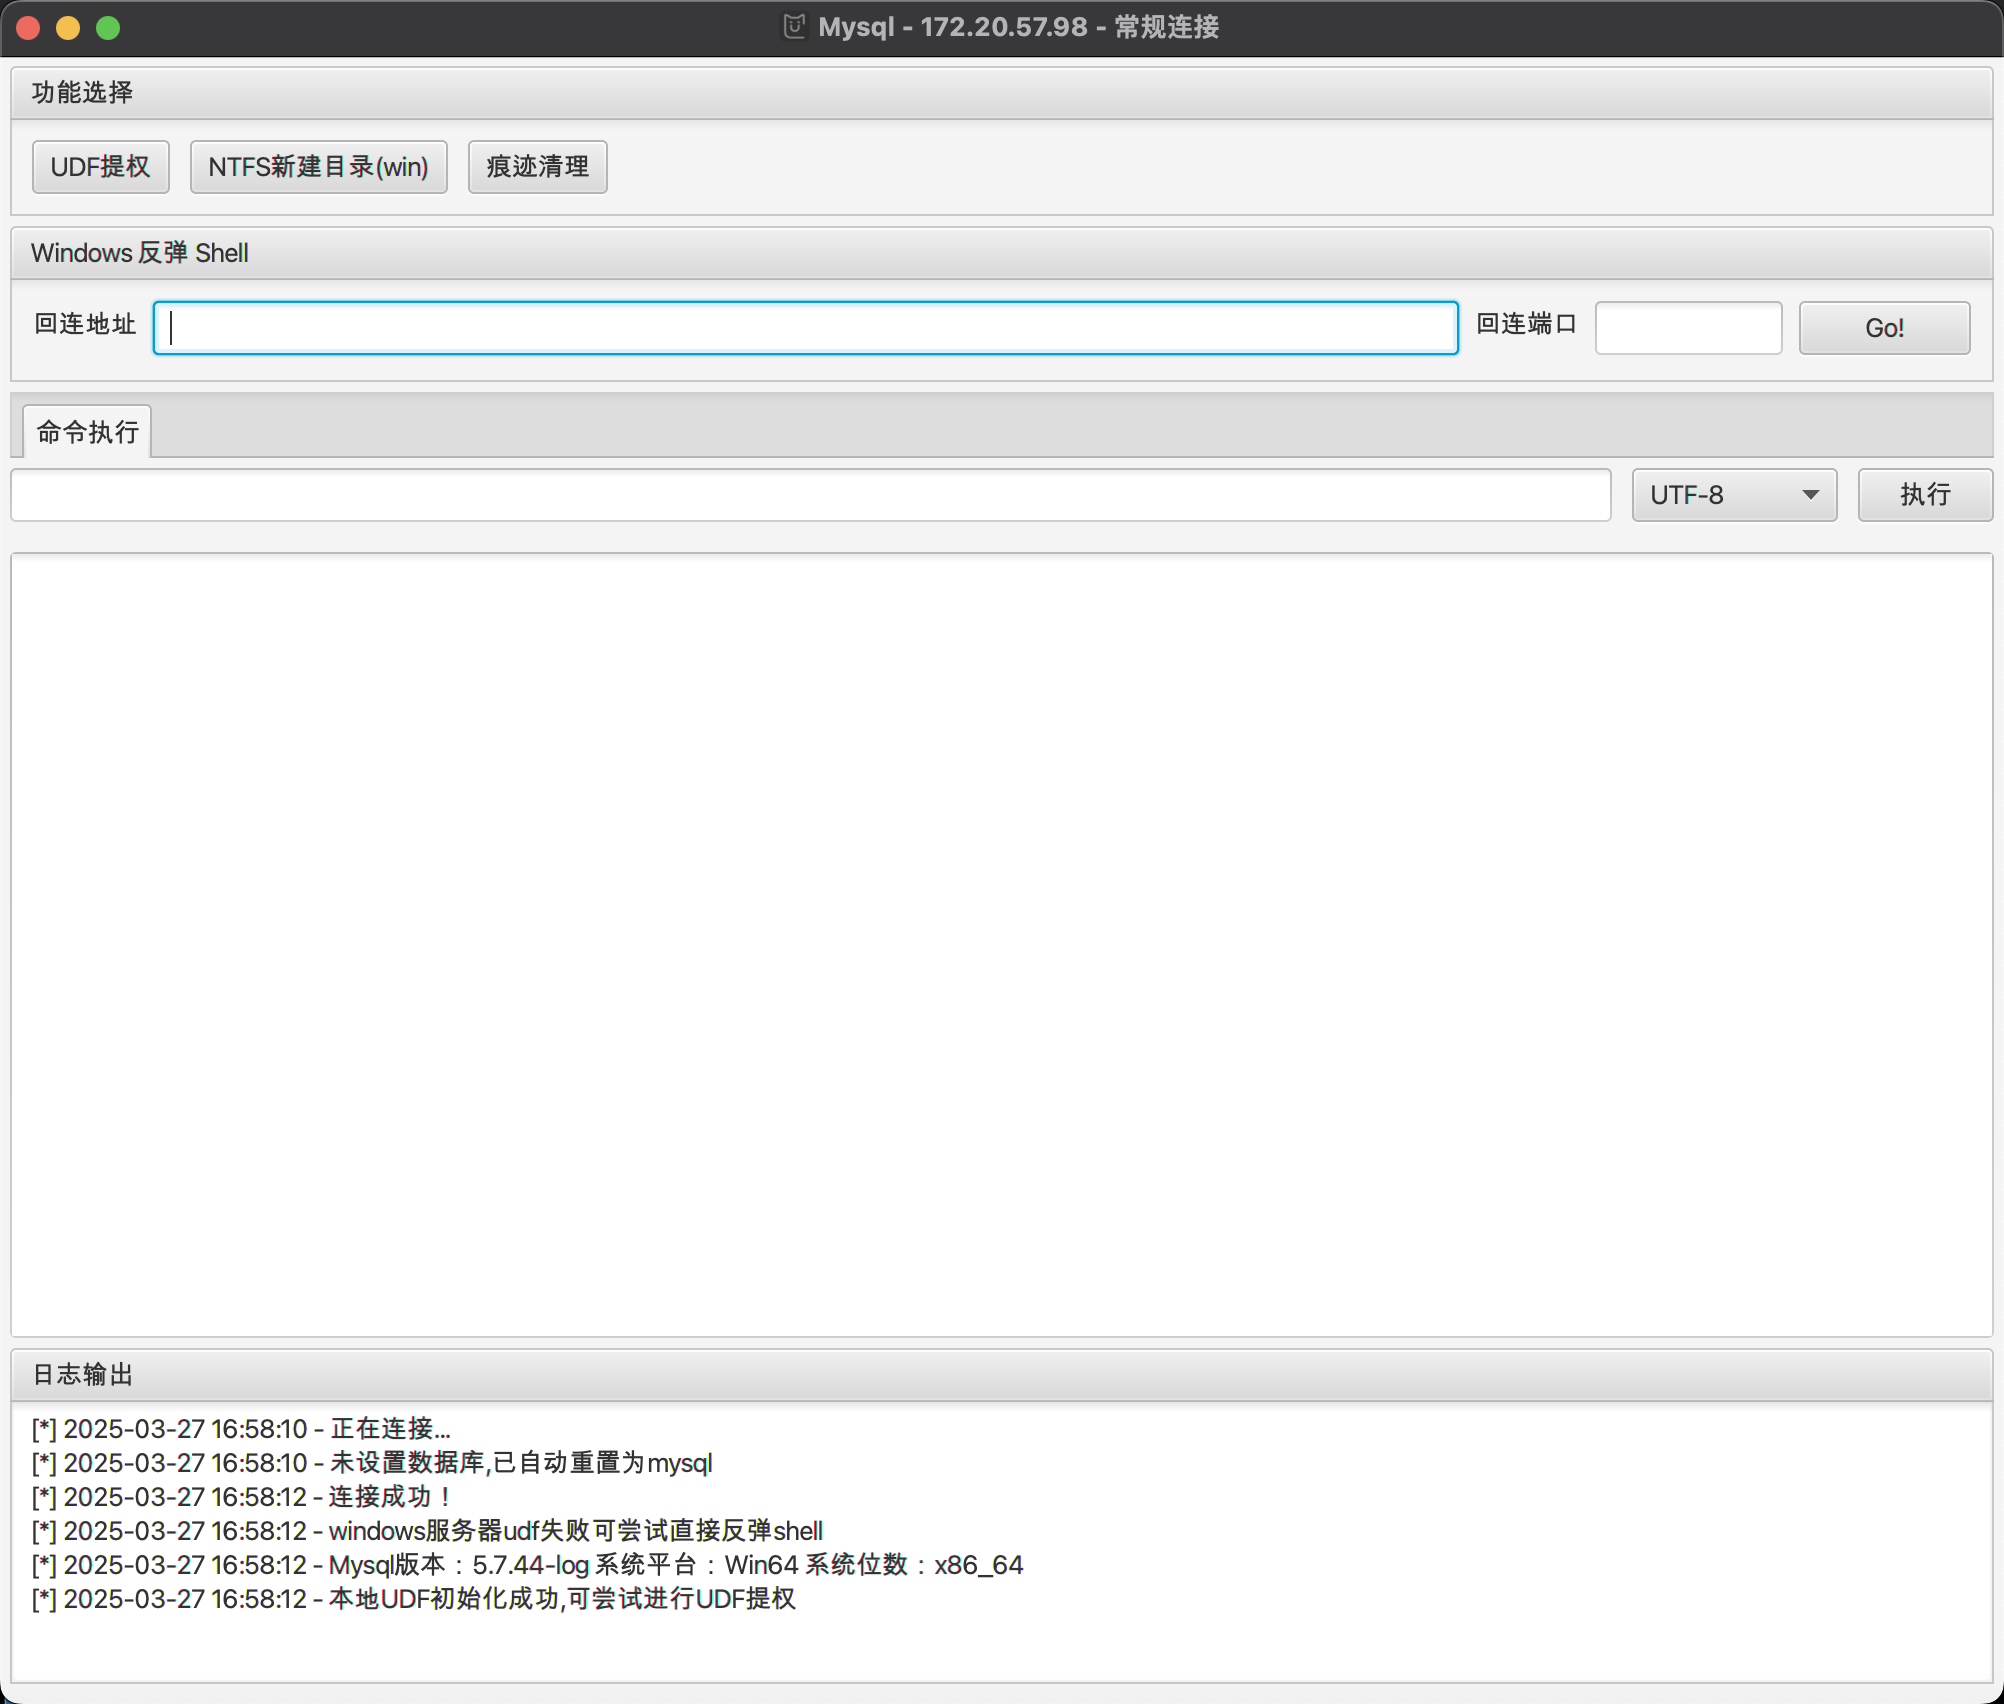 Mysql - 172.20.57.98 - 常规连接
功能选择
UDF提权 NTFS新建目录(win) 痕迹清理
Windows 反弹 Shell
回连地址 回连端口 Go!
命令执行
UTF-8 执行
日志输出
[*] 2025-03-27 16:58:10 - 正在连接...
[*] 2025-03-27 16:58:10 - 未设置数据库,已自动重置为mysql
[*] 2025-03-27 16:58:12 - 连接成功！
[*] 2025-03-27 16:58:12 - windows服务器udf失败可尝试直接反弹shell
[*] 2025-03-27 16:58:12 - Mysql版本：5.7.44-log 系统平台：Win64 系统位数：x86_64
[*] 2025-03-27 16:58:12 - 本地UDF初始化成功,可尝试进行UDF提权